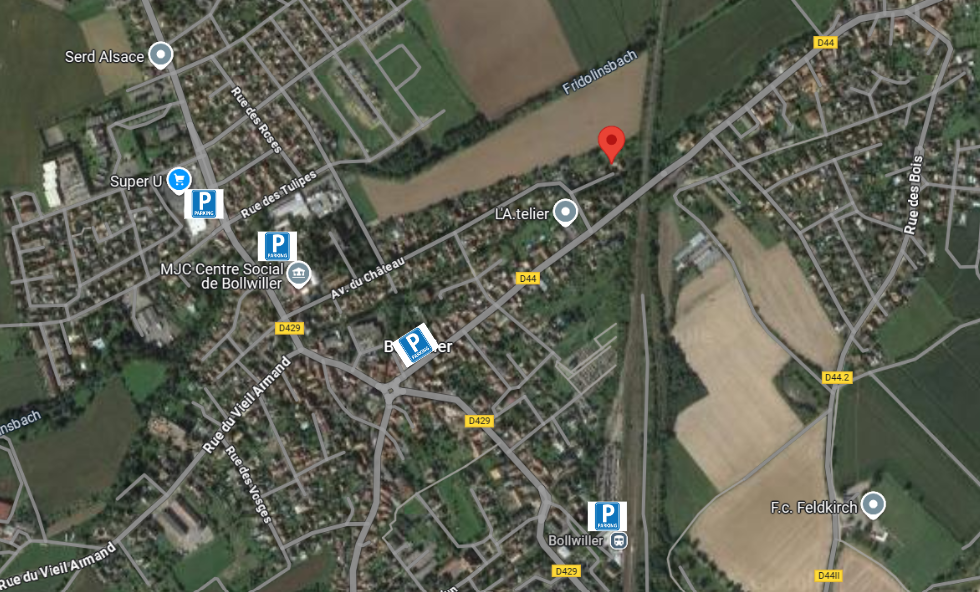 D44
Serd Alsace
Fridolinsbach
Rue des Roses
Super U
P
PARKING
Rue des Tulipes
Rue des Bois
L'A.telier
P
PARKING
MJC Centre Social
de Bollwiller
Av. du Château
D44
D429
P
PARKING
Rue du Vieil Armand
D44.2
D429
Rue des Vosges
P
PARKING
F.c. Feldkirch
Bollwiller
Rue du Vieil Armand
D429
D44II